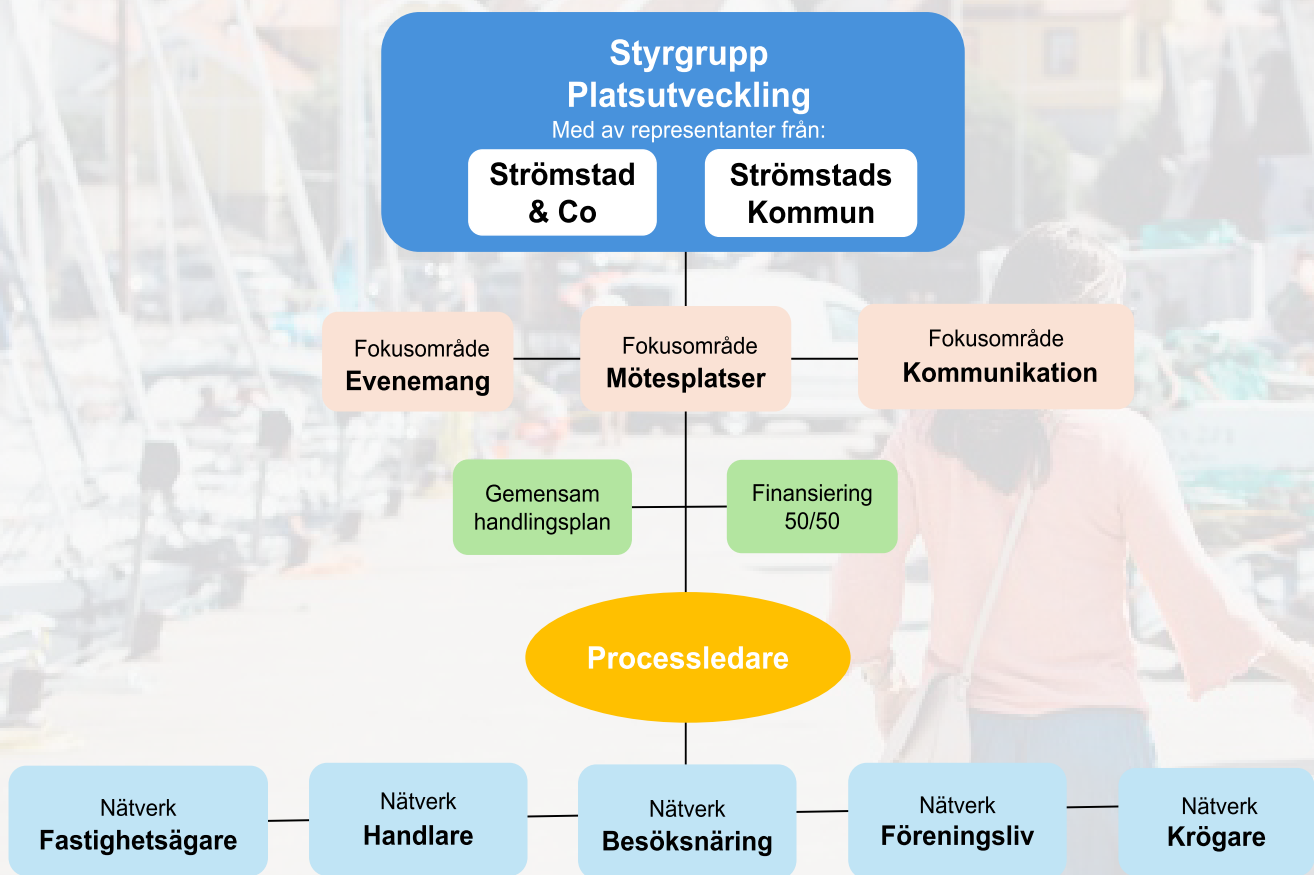 Styrgrupp
Platsutveckling
Med av representanter från:
Strömstad
& Co
Strömstads
Kommun
Fokusområde
Evenemang
Fokusområde
Mötesplatser
Fokusområde
Kommunikation
Gemensam
handlingsplan
Finansiering
50/50
Processledare
Nätverk
Fastighetsägare
Nätverk
Handlare
Nätverk
Besöksnäring
Nätverk
Föreningsliv
Nätverk
Krögare